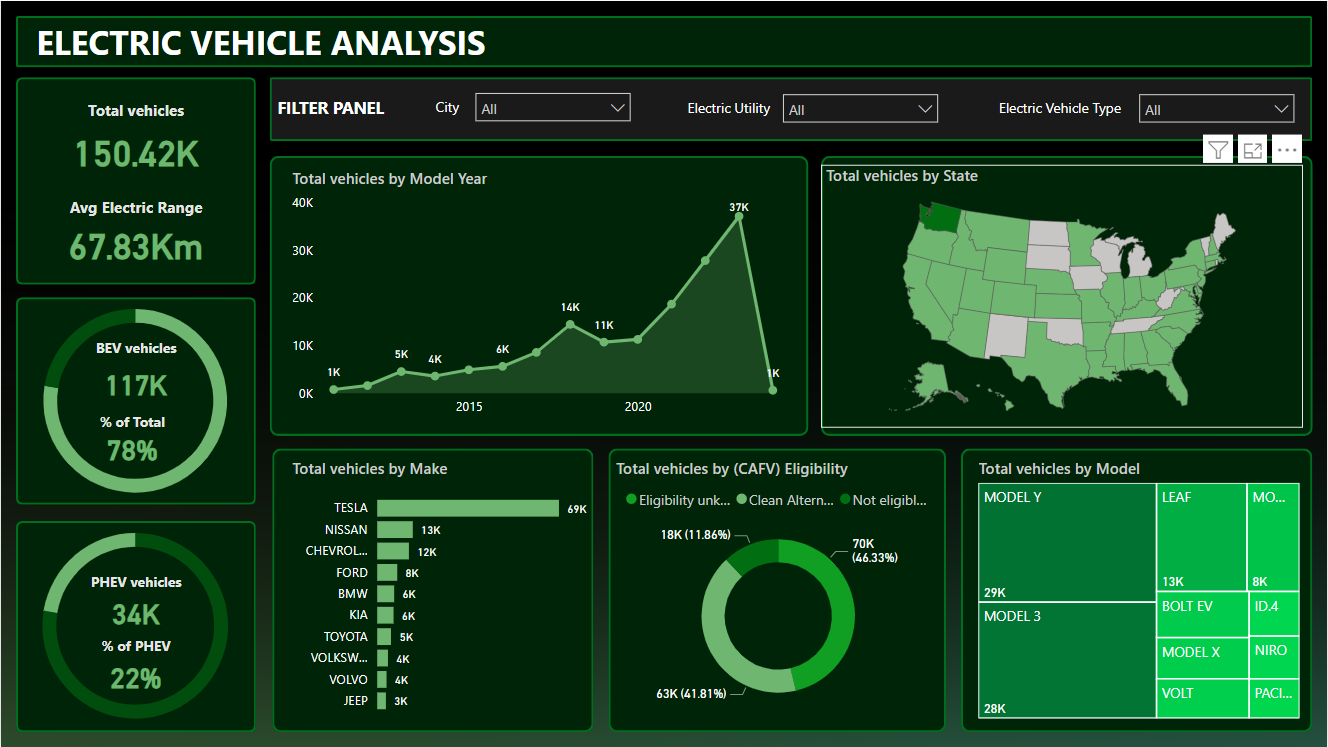 ELECTRIC VEHICLE ANALYSIS
Total vehicles
150.42K
Avg Electric Range
67.83Km
FILTER PANEL
City
All
Electric Utility
All
Electric Vehicle Type
All
BEV vehicles
117K
% of Total
78%
PHEV vehicles
34K
% of PHEV
22%
Total vehicles by Model Year
40K
30K
20K
10K
0K
1K
5K
4K
6K
14K
11K
37K
1K
2015
2020
Total vehicles by State
Total vehicles by Make
TESLA 69K
NISSAN 13K
CHEVROL... 12K
FORD 8K
BMW 6K
KIA 6K
TOYOTA 5K
VOLKSW... 4K
VOLVO 4K
JEEP 3K
Total vehicles by (CAFV) Eligibility
Eligibility unk... Clean Altern... Not eligibl...
18K (11.86%)
70K
(46.33%)
63K (41.81%)
Total vehicles by Model
MODEL Y
29K
MODEL 3
28K
LEAF
13K
MO...
8K
BOLT EV
ID.4
MODEL X
NIRO
VOLT
PACI...